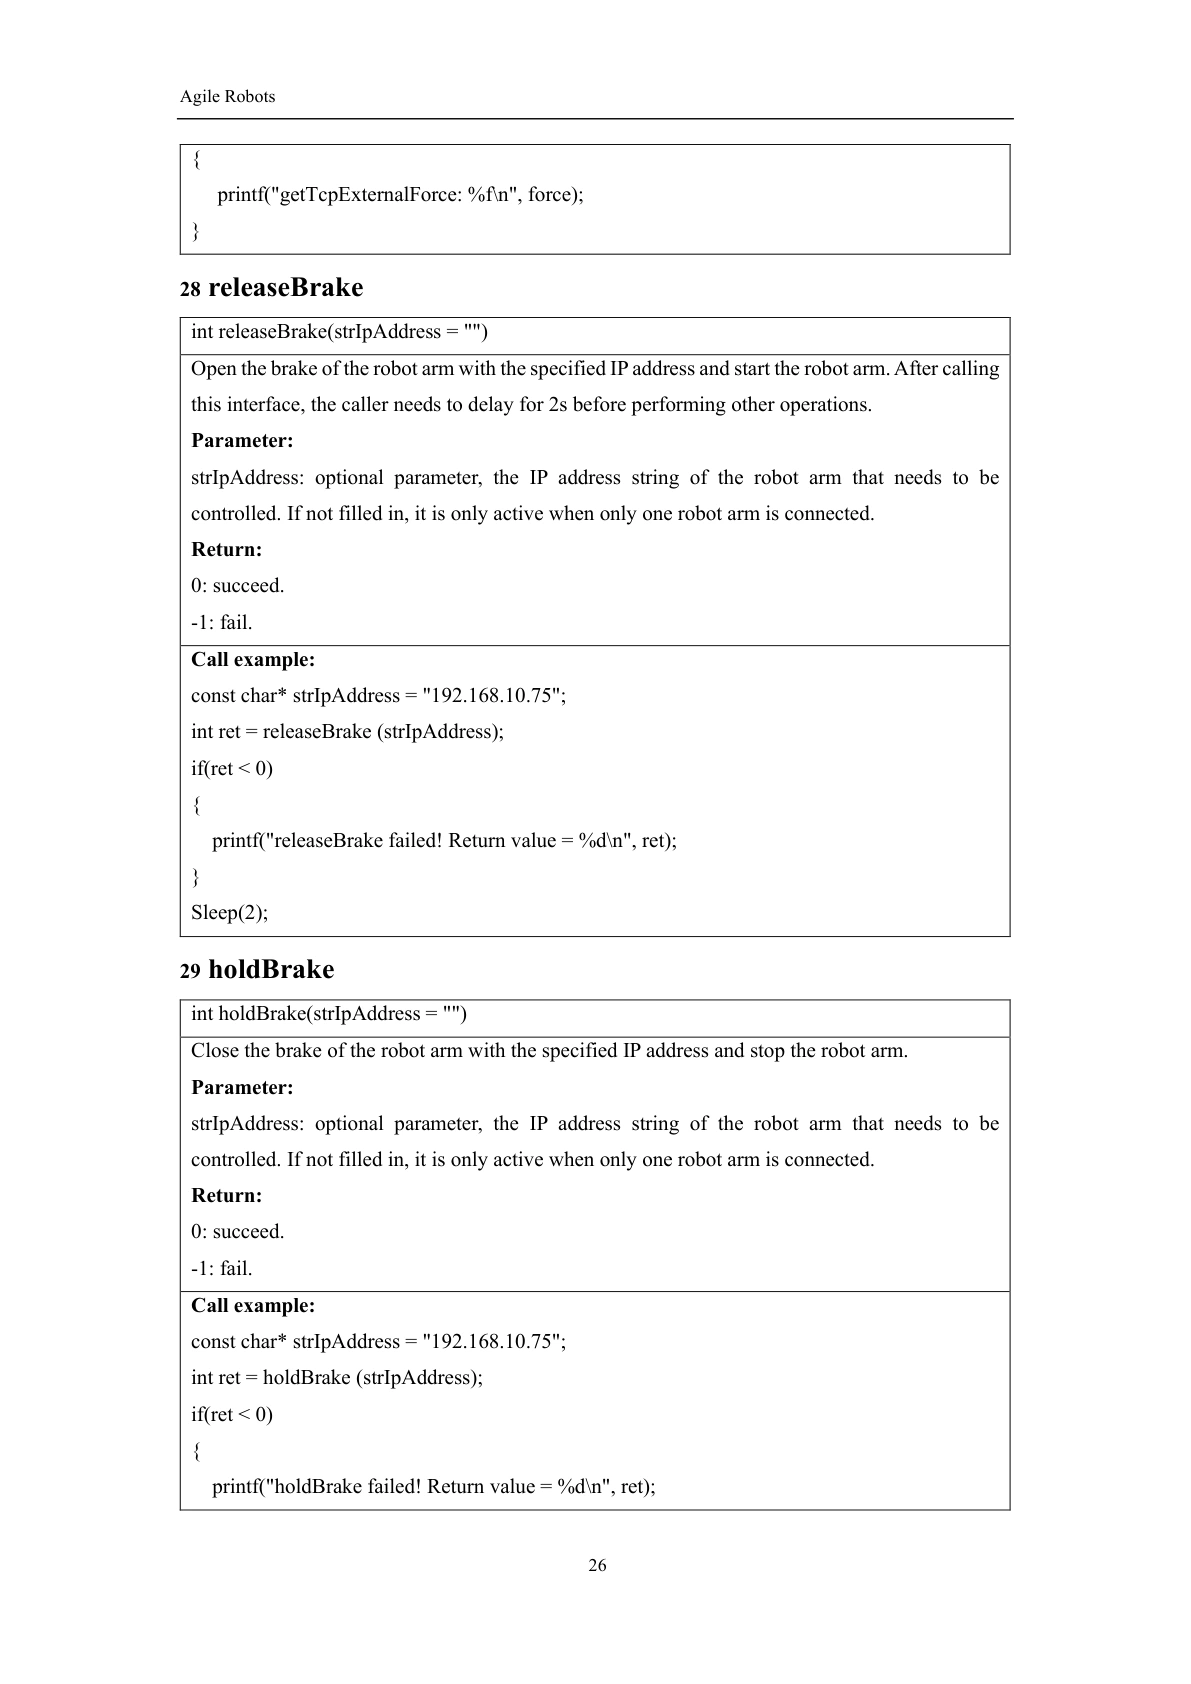 Agile Robots
{
printf("getTcpExternalForce: %f\n", force);
}
28 releaseBrake
int releaseBrake(strIpAddress = "")
Open the brake of the robot arm with the specified IP address and start the robot arm. After calling
this interface, the caller needs to delay for 2s before performing other operations.
Parameter:
strIpAddress: optional parameter, the IP address string of the robot arm that needs to be
controlled. If not filled in, it is only active when only one robot arm is connected.
Return:
0: succeed.
-1: fail.
Call example:
const char* strIpAddress = "192.168.10.75";
int ret = releaseBrake (strIpAddress);
if(ret < 0)
{
printf("releaseBrake failed! Return value = %d\n", ret);
}
Sleep(2);
29 holdBrake
int holdBrake(strIpAddress = "")
Close the brake of the robot arm with the specified IP address and stop the robot arm.
Parameter:
strIpAddress: optional parameter, the IP address string of the robot arm that needs to be
controlled. If not filled in, it is only active when only one robot arm is connected.
Return:
0: succeed.
-1: fail.
Call example:
const char* strIpAddress = "192.168.10.75";
int ret = holdBrake (strIpAddress);
if(ret < 0)
{
printf("holdBrake failed! Return value = %d\n", ret);
26